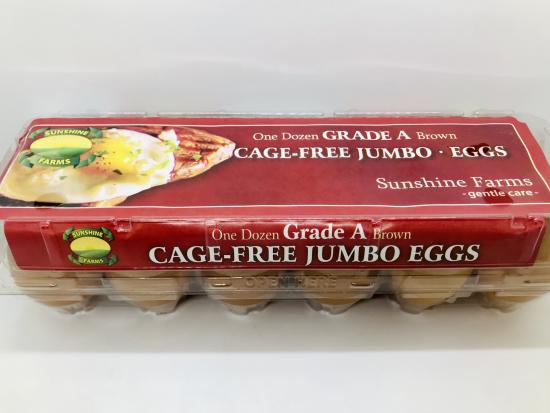 SUNSHINE
FARMS
One Dozen GRADE A Brown
CAGE-FREE JUMBO · EGGS
Sunshine Farms
- gentle care -
SUNSHINE
FARMS
One Dozen Grade A Brown
CAGE-FREE JUMBO EGGS
OPEN HERE